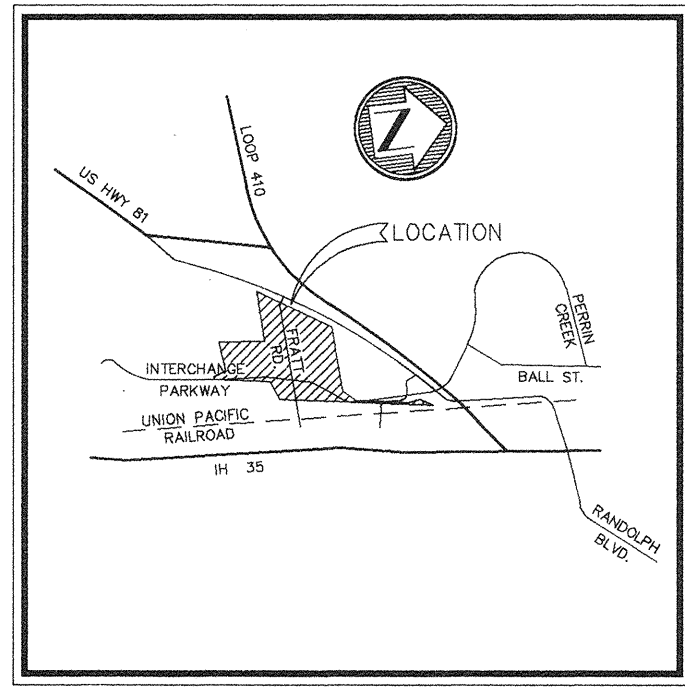 N
LOOP 410
US HWY 81
LOCATION
PERRIN
CREEK
FRATT
RD.
INTERCHANGE
PARKWAY
BALL ST.
UNION PACIFIC
RAILROAD
IH 35
RANDOLPH
BLVD.